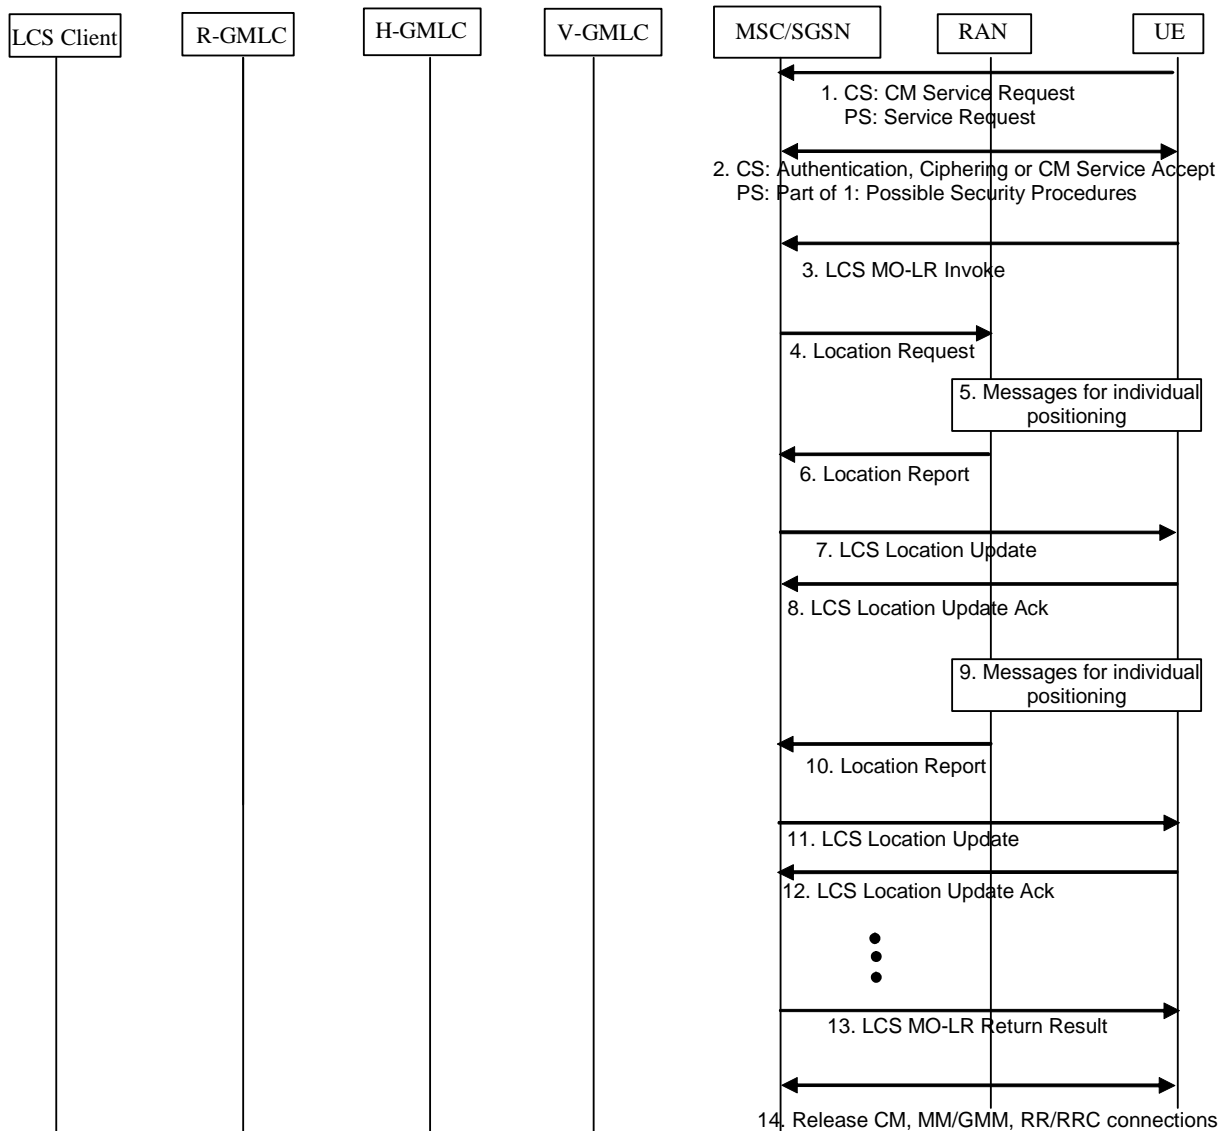 LCS Client
R-GMLC
H-GMLC
V-GMLC
MSC/SGSN
RAN
UE
1. CS: CM Service Request
PS: Service Request
2. CS: Authentication, Ciphering or CM Service Accept
PS: Part of 1: Possible Security Procedures
3. LCS MO-LR Invoke
4. Location Request
5. Messages for individual
positioning
6. Location Report
7. LCS Location Update
8. LCS Location Update Ack
9. Messages for individual
positioning
10. Location Report
11. LCS Location Update
12. LCS Location Update Ack
13. LCS MO-LR Return Result
14. Release CM, MM/GMM, RR/RRC connections